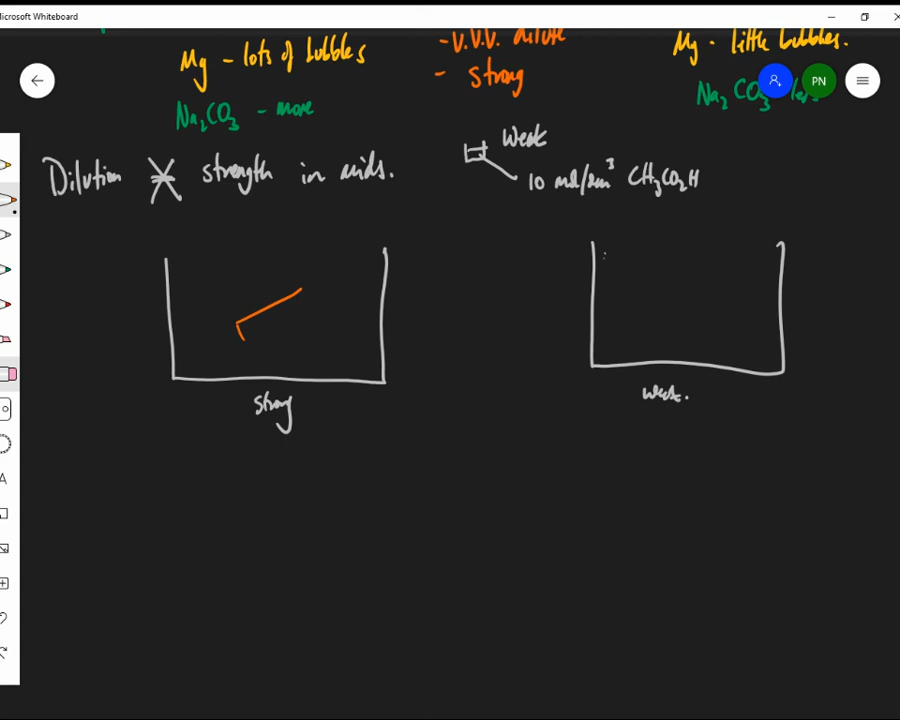 Microsoft Whiteboard
Mg - lots of bubbles
Na2CO3 - more
- V.V.V. dilute
- strong
Mg - little bubbles.
Na2CO3 less
PN
Dilution strength in acids.
Weak
10 mol/dm³ CH3CO2H
strong
weak.